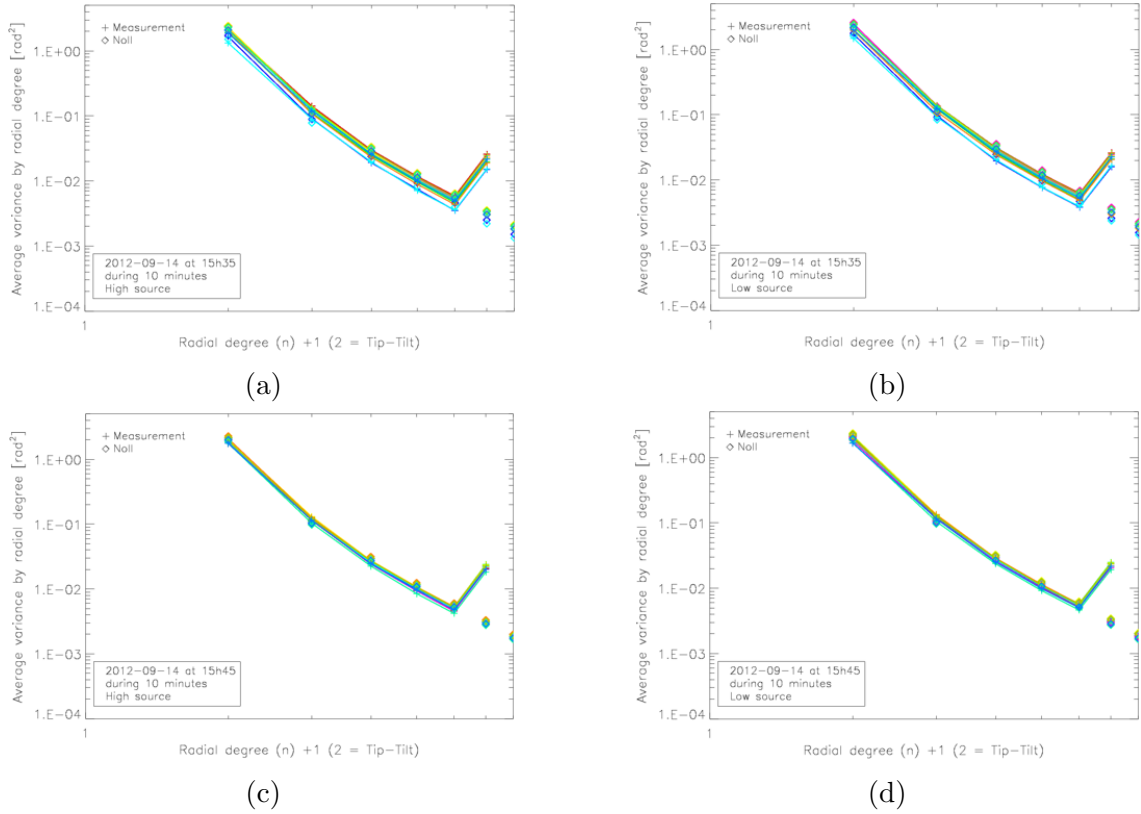 Average variance by radial degree [rad²]
+ Measurement
◇ Noll
1.E+00
1.E-01
1.E-02
1.E-03
1.E-04
2012-09-14 at 15h35
during 10 minutes
High source
1
Radial degree (n) +1 (2 = Tip-Tilt)
(a)
Average variance by radial degree [rad²]
+ Measurement
◇ Noll
1.E+00
1.E-01
1.E-02
1.E-03
1.E-04
2012-09-14 at 15h35
during 10 minutes
Low source
1
Radial degree (n) +1 (2 = Tip-Tilt)
(b)
Average variance by radial degree [rad²]
+ Measurement
◇ Noll
1.E+00
1.E-01
1.E-02
1.E-03
1.E-04
2012-09-14 at 15h45
during 10 minutes
High source
1
Radial degree (n) +1 (2 = Tip-Tilt)
(c)
Average variance by radial degree [rad²]
+ Measurement
◇ Noll
1.E+00
1.E-01
1.E-02
1.E-03
1.E-04
2012-09-14 at 15h45
during 10 minutes
Low source
1
Radial degree (n) +1 (2 = Tip-Tilt)
(d)